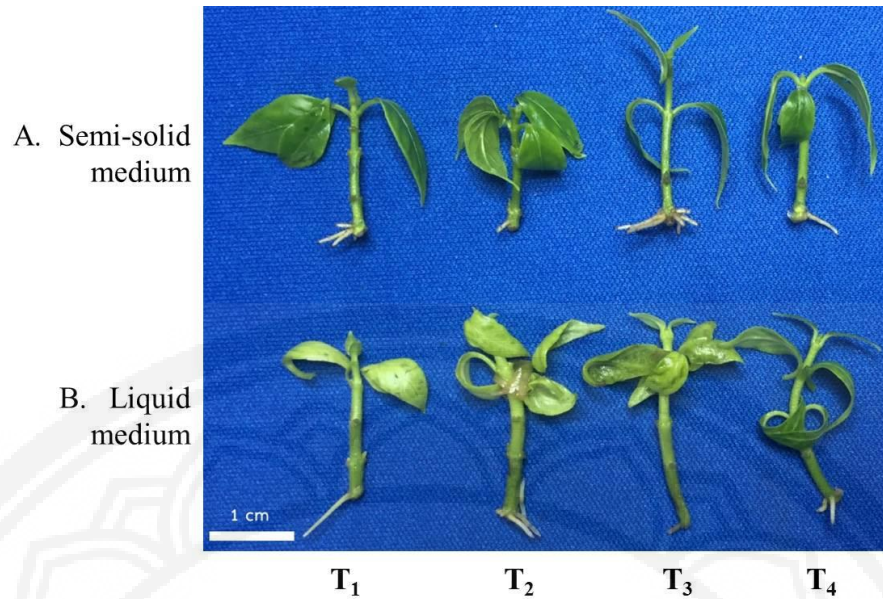 A. Semi-solid
medium
B. Liquid
medium
1 cm
T₁ T₂ T₃ T₄